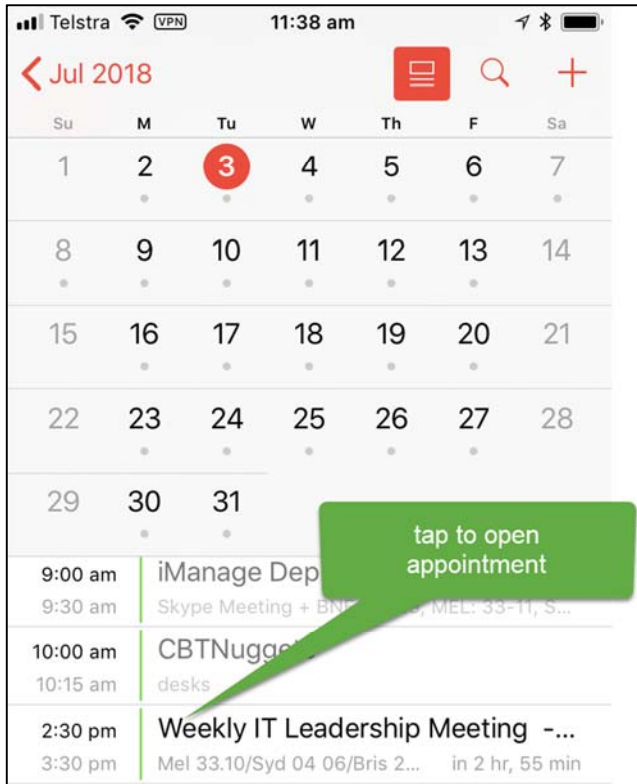 Telstra VPN 11:38 am
Jul 2018
Su M Tu W Th F Sa
1 2 3 4 5 6 7
8 9 10 11 12 13 14
15 16 17 18 19 20 21
22 23 24 25 26 27 28
29 30 31
tap to open
appointment
9:00 am iManage Dep
9:30 am Skype Meeting + MEL: 33-11, S...
10:00 am CBTNugg
10:15 am desks
2:30 pm Weekly IT Leadership Meeting -...
3:30 pm Mel 33.10/Syd 04 06/Bris 2... in 2 hr, 55 min